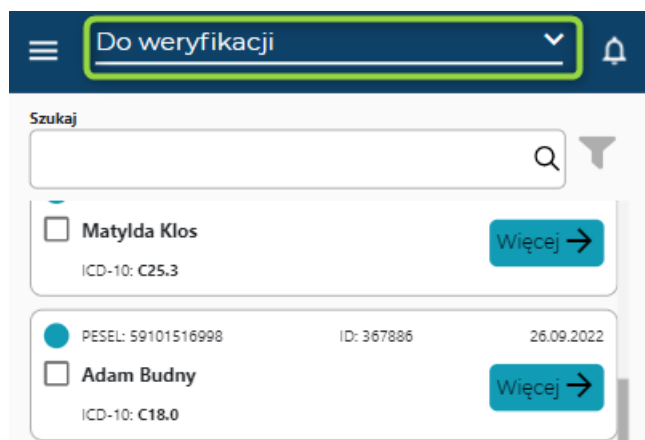 Do weryfikacji
Szukaj
Matylda Klos
Więcej
ICD-10: C25.3
PESEL: 59101516998 ID: 367886 26.09.2022
Adam Budny
Więcej
ICD-10: C18.0